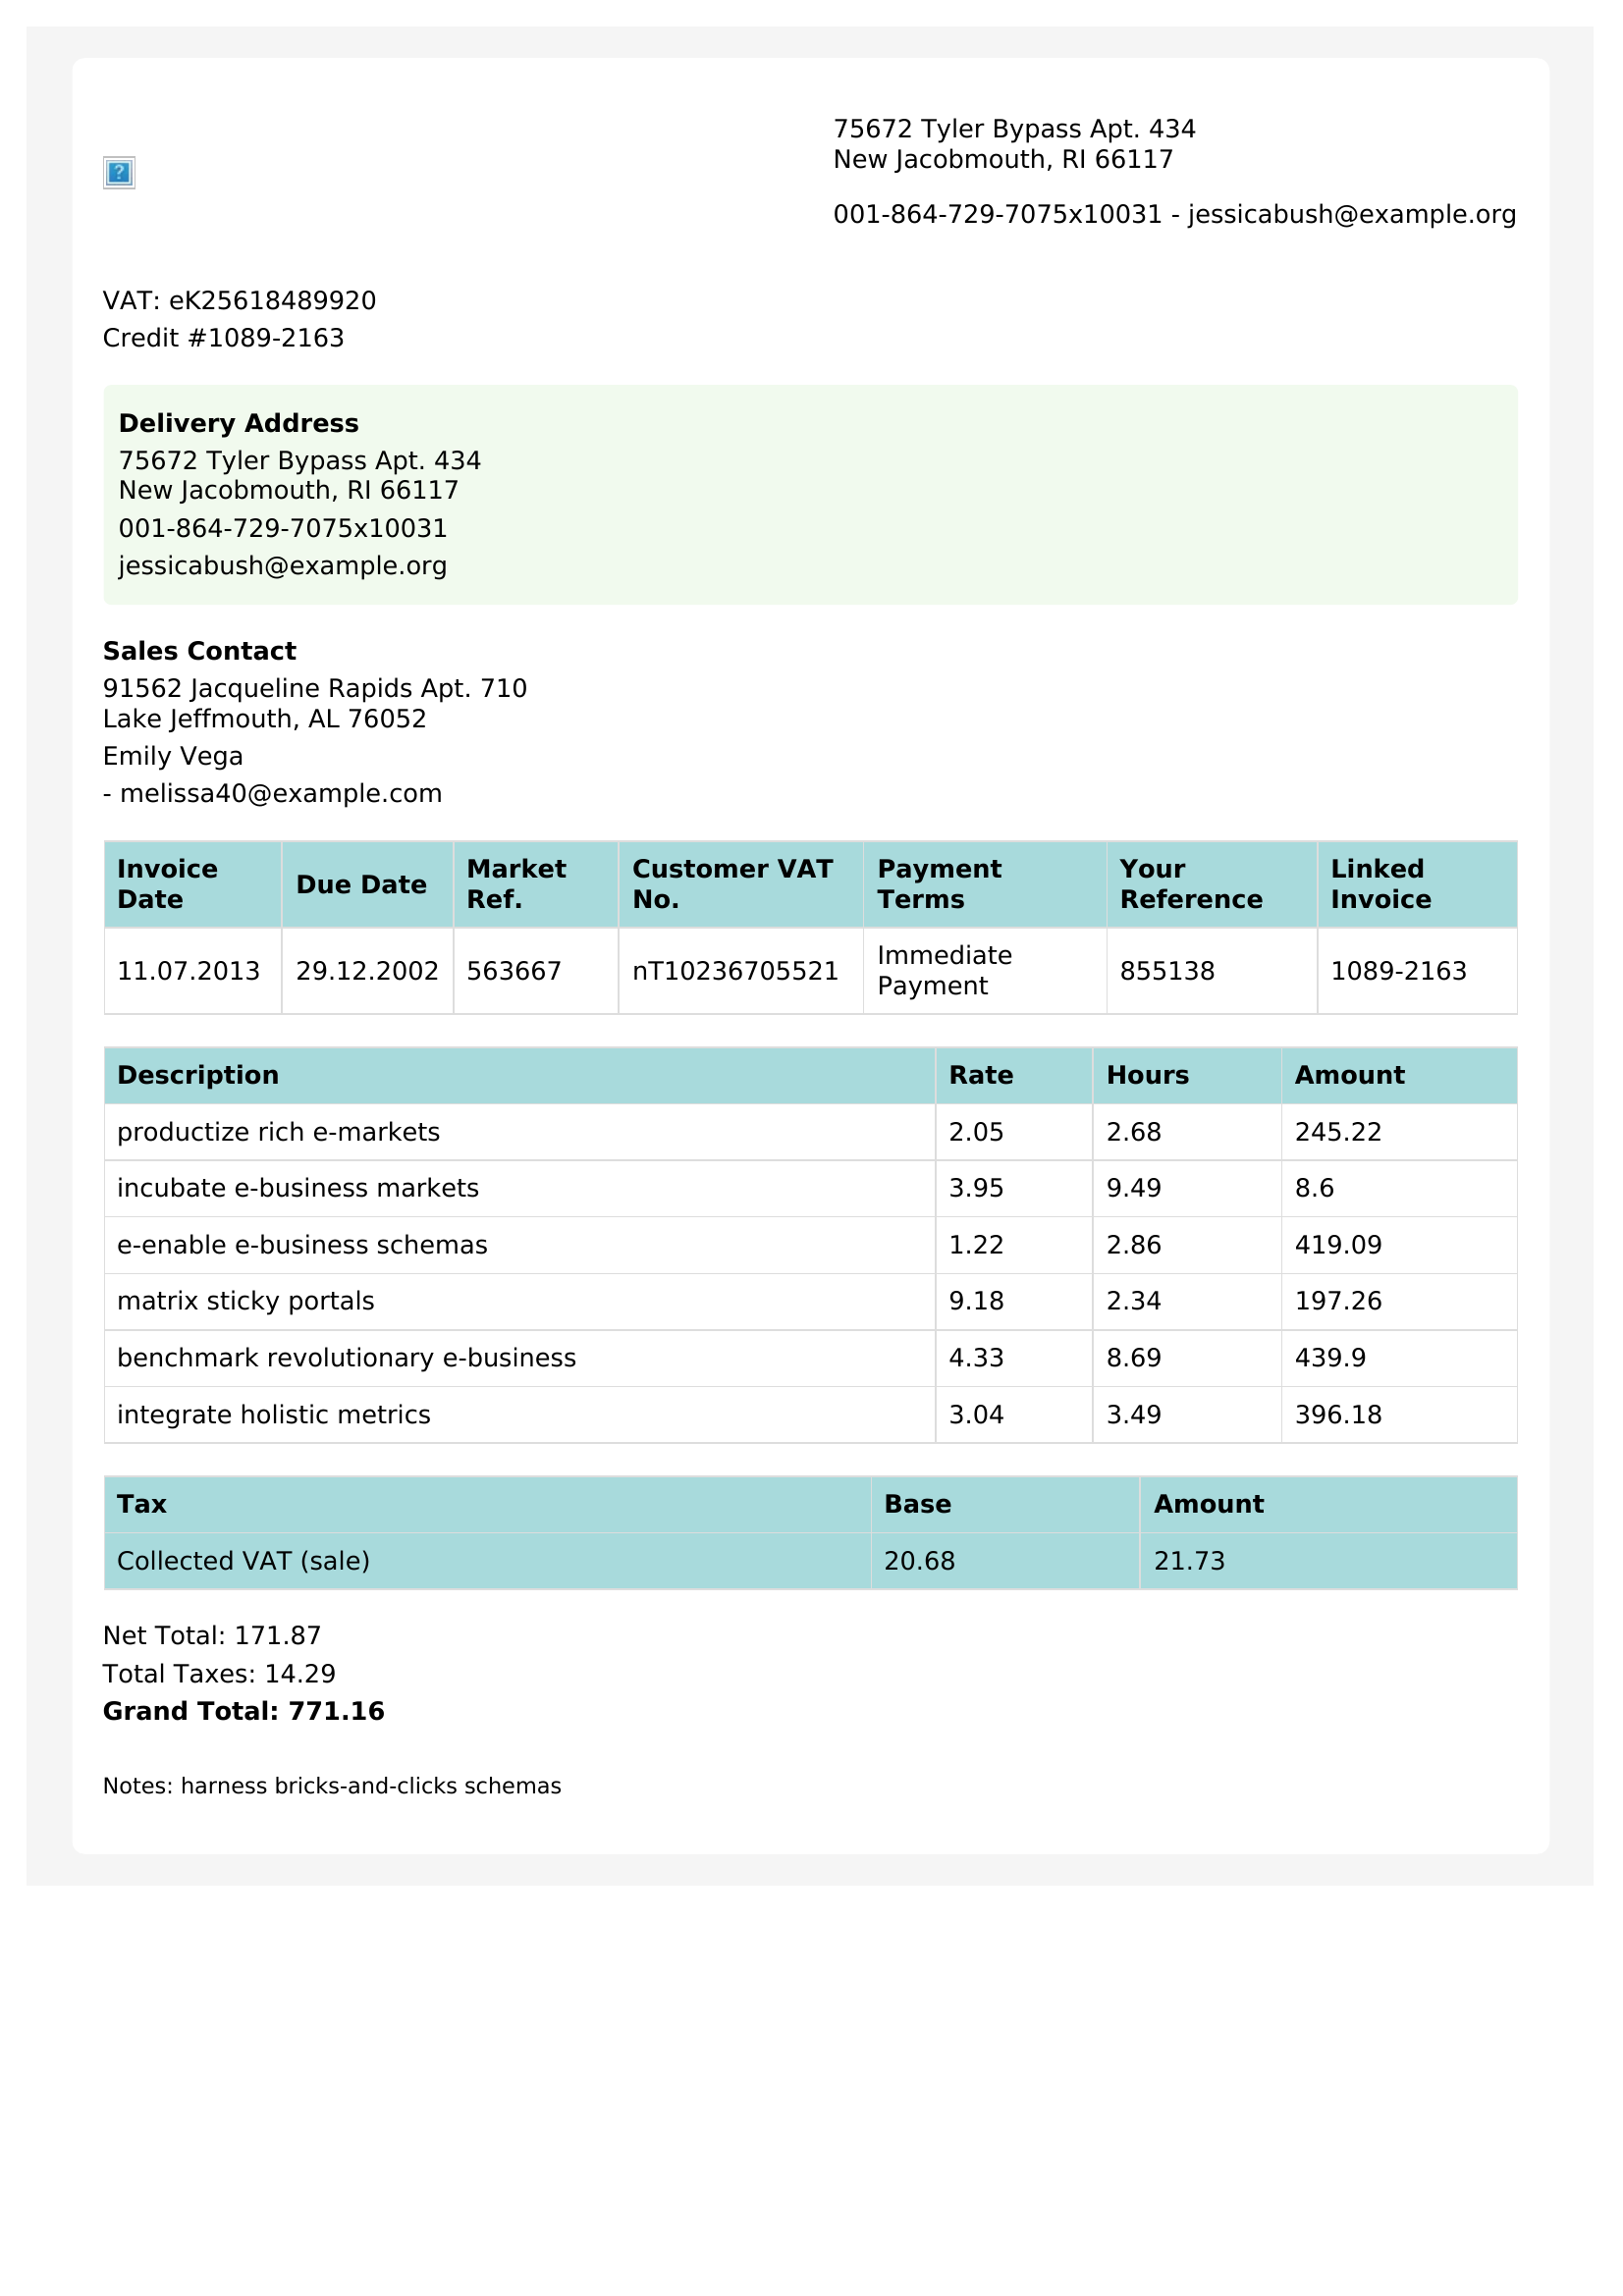 75672 Tyler Bypass Apt. 434
New Jacobmouth, RI 66117
001-864-729-7075x10031 - jessicabush@example.org
VAT: eK25618489920
Credit #1089-2163
Delivery Address
75672 Tyler Bypass Apt. 434
New Jacobmouth, RI 66117
001-864-729-7075x10031
jessicabush@example.org
Sales Contact
91562 Jacqueline Rapids Apt. 710
Lake Jeffmouth, AL 76052
Emily Vega
- melissa40@example.com
Invoice Date Due Date Market Ref. Customer VAT No. Payment Terms Your Reference Linked Invoice
11.07.2013 29.12.2002 563667 nT10236705521 Immediate Payment 855138 1089-2163
Description Rate Hours Amount
productize rich e-markets 2.05 2.68 245.22
incubate e-business markets 3.95 9.49 8.6
e-enable e-business schemas 1.22 2.86 419.09
matrix sticky portals 9.18 2.34 197.26
benchmark revolutionary e-business 4.33 8.69 439.9
integrate holistic metrics 3.04 3.49 396.18
Tax Base Amount
Collected VAT (sale) 20.68 21.73
Net Total: 171.87
Total Taxes: 14.29
Grand Total: 771.16
Notes: harness bricks-and-clicks schemas